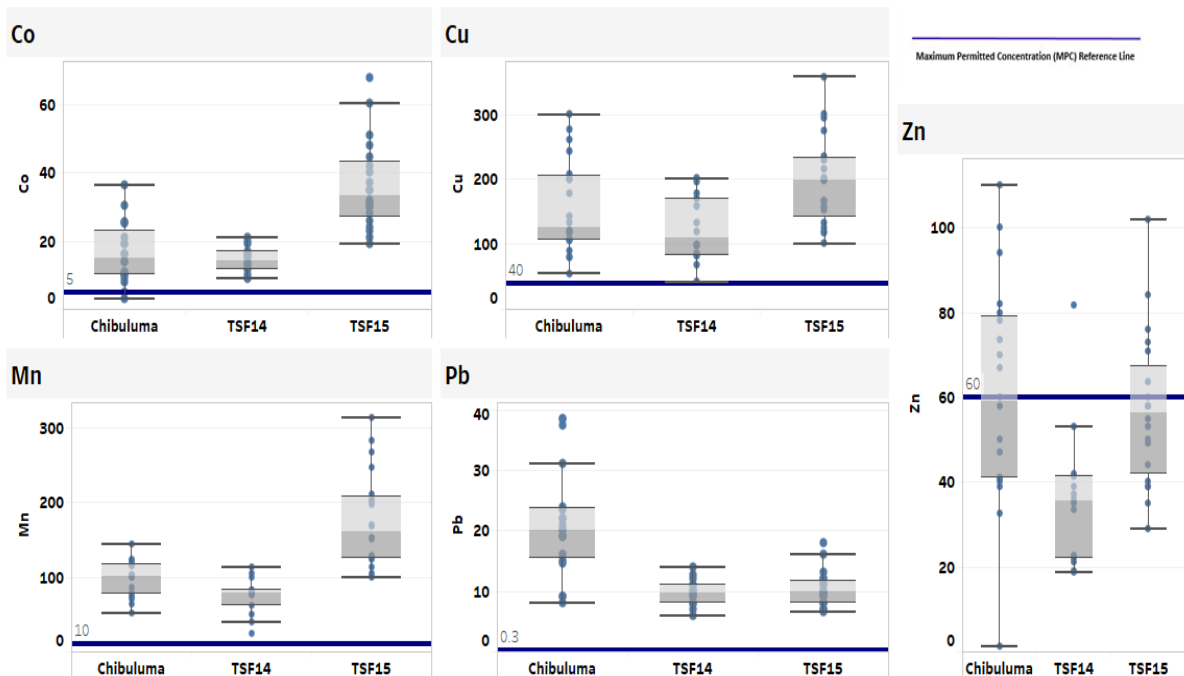 Co
Cu
Maximum Permitted Concentration (MPC) Reference Line
Co
60
40
20
5
0
Chibuluma TSF14 TSF15
Cu
300
200
100
40
0
Chibuluma TSF14 TSF15
Zn
Zn
100
80
60
60
40
20
0
Chibuluma TSF14 TSF15
Mn
Mn
300
200
100
10
0
Chibuluma TSF14 TSF15
Pb
Pb
40
30
20
10
0.3
0
Chibuluma TSF14 TSF15